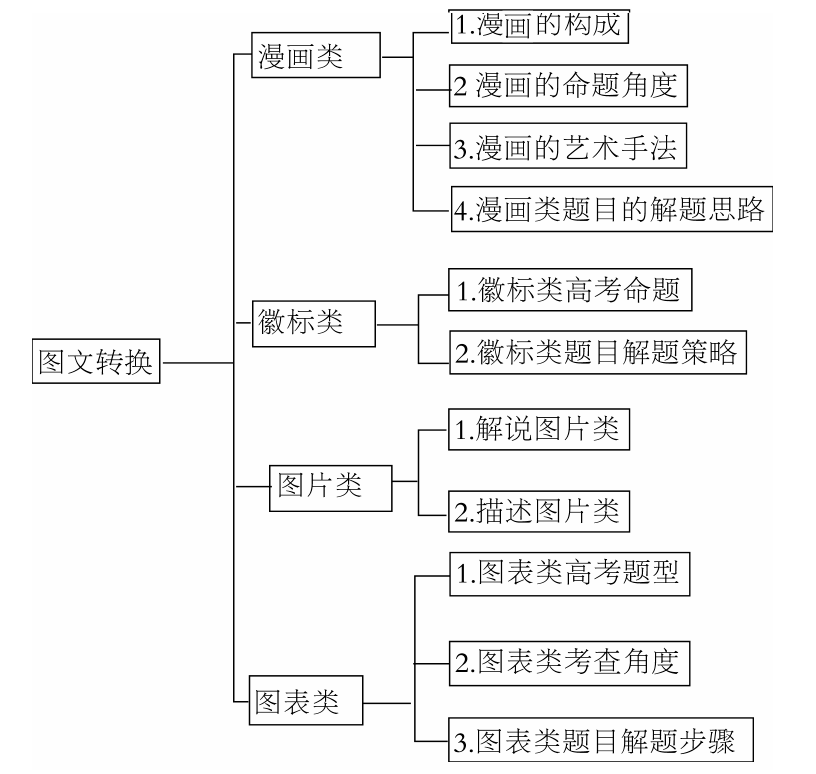 图文转换
漫画类
1.漫画的构成
2 漫画的命题角度
3.漫画的艺术手法
4.漫画类题目的解题思路
徽标类
1.徽标类高考命题
2.徽标类题目解题策略
图片类
1.解说图片类
2.描述图片类
图表类
1.图表类高考题型
2.图表类考查角度
3.图表类题目解题步骤